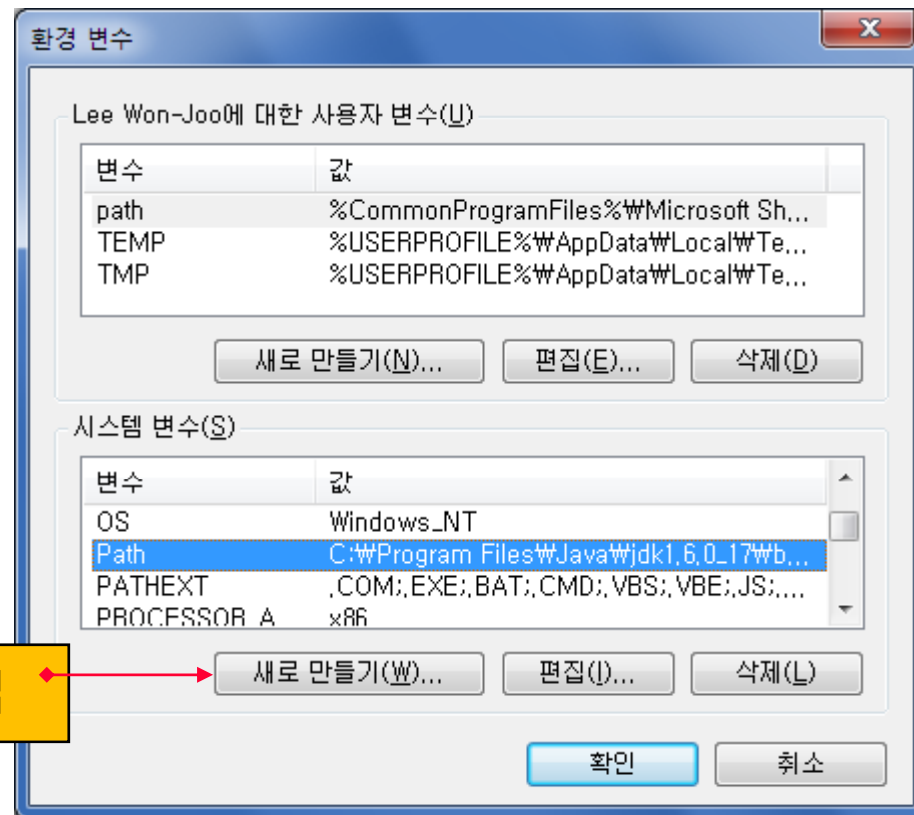 환경 변수
Lee Won-Joo에 대한 사용자 변수(U)
변수 값
path %CommonProgramFiles%₩Microsoft Sh...
TEMP %USERPROFILE%₩AppData₩Local₩Te...
TMP %USERPROFILE%₩AppData₩Local₩Te...
새로 만들기(N)... 편집(E)... 삭제(D)
시스템 변수(S)
변수 값
OS Windows_NT
Path C:₩Program Files₩Java₩jdk1.6.0_17₩b...
PATHEXT .COM;.EXE;.BAT;.CMD;.VBS;.VBE;.JS;....
PROCESSOR_A... x86
새로 만들기(W)... 편집(I)... 삭제(L)
확인 취소